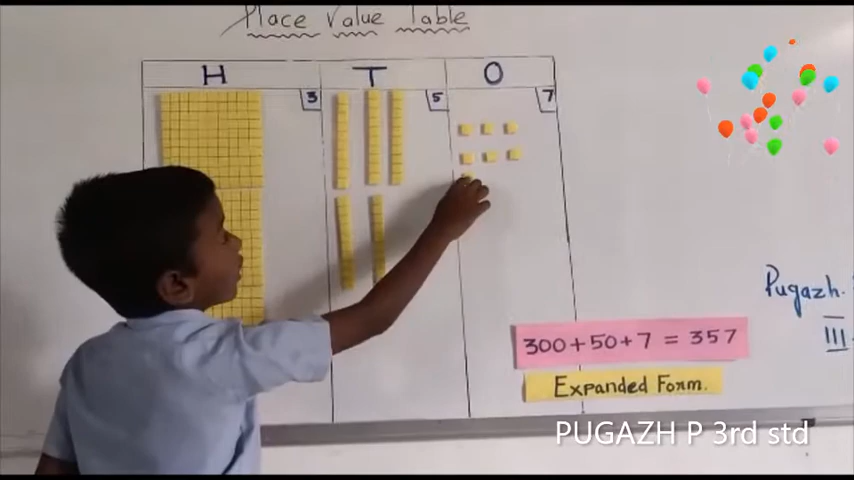 Place Value Table
H T O
3 5 7
300+50+7 = 357
Expanded Form.
Pugazh.
III
PUGAZH P 3rd std